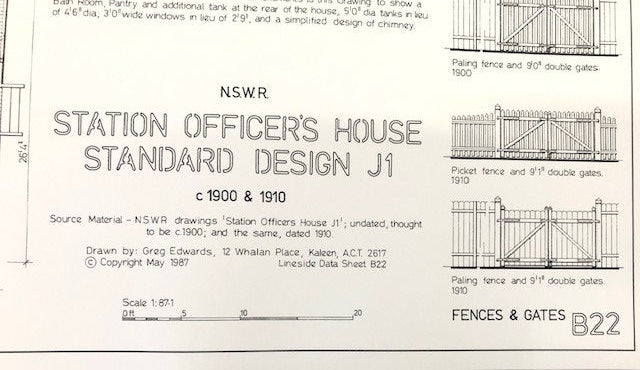 Bath Room, Pantry and additional tank at the rear of the house, 5'0" dia tanks in lieu
of 4'6" dia, 3'0" wide windows in lieu of 2'9", and a simplified design of chimney.
N.S.W.R.
STATION OFFICER'S HOUSE
STANDARD DESIGN J1
c 1900 & 1910
Source Material - NSWR drawings 'Station Officers House J1'; undated, thought
to be c.1900; and the same, dated 1910.
Drawn by: Greg Edwards, 12 Whalan Place, Kaleen, A.C.T. 2617
© Copyright May 1987 Lineside Data Sheet B22
Scale 1:87·1
0 ft 5 10 20
26'4"
Paling fence and 9'0" double gates.
1900
Picket fence and 9'1" double gates.
1910
Paling fence and 9'1" double gates.
1910
FENCES & GATES B22